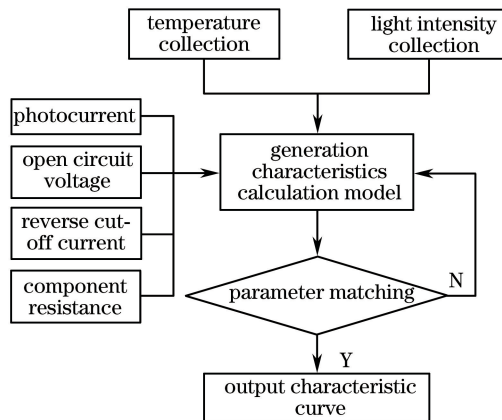 temperature
collection
light intensity
collection
photocurrent
open circuit
voltage
reverse cut-
off current
component
resistance
generation
characteristics
calculation model
parameter matching
N
Y
output characteristic
curve